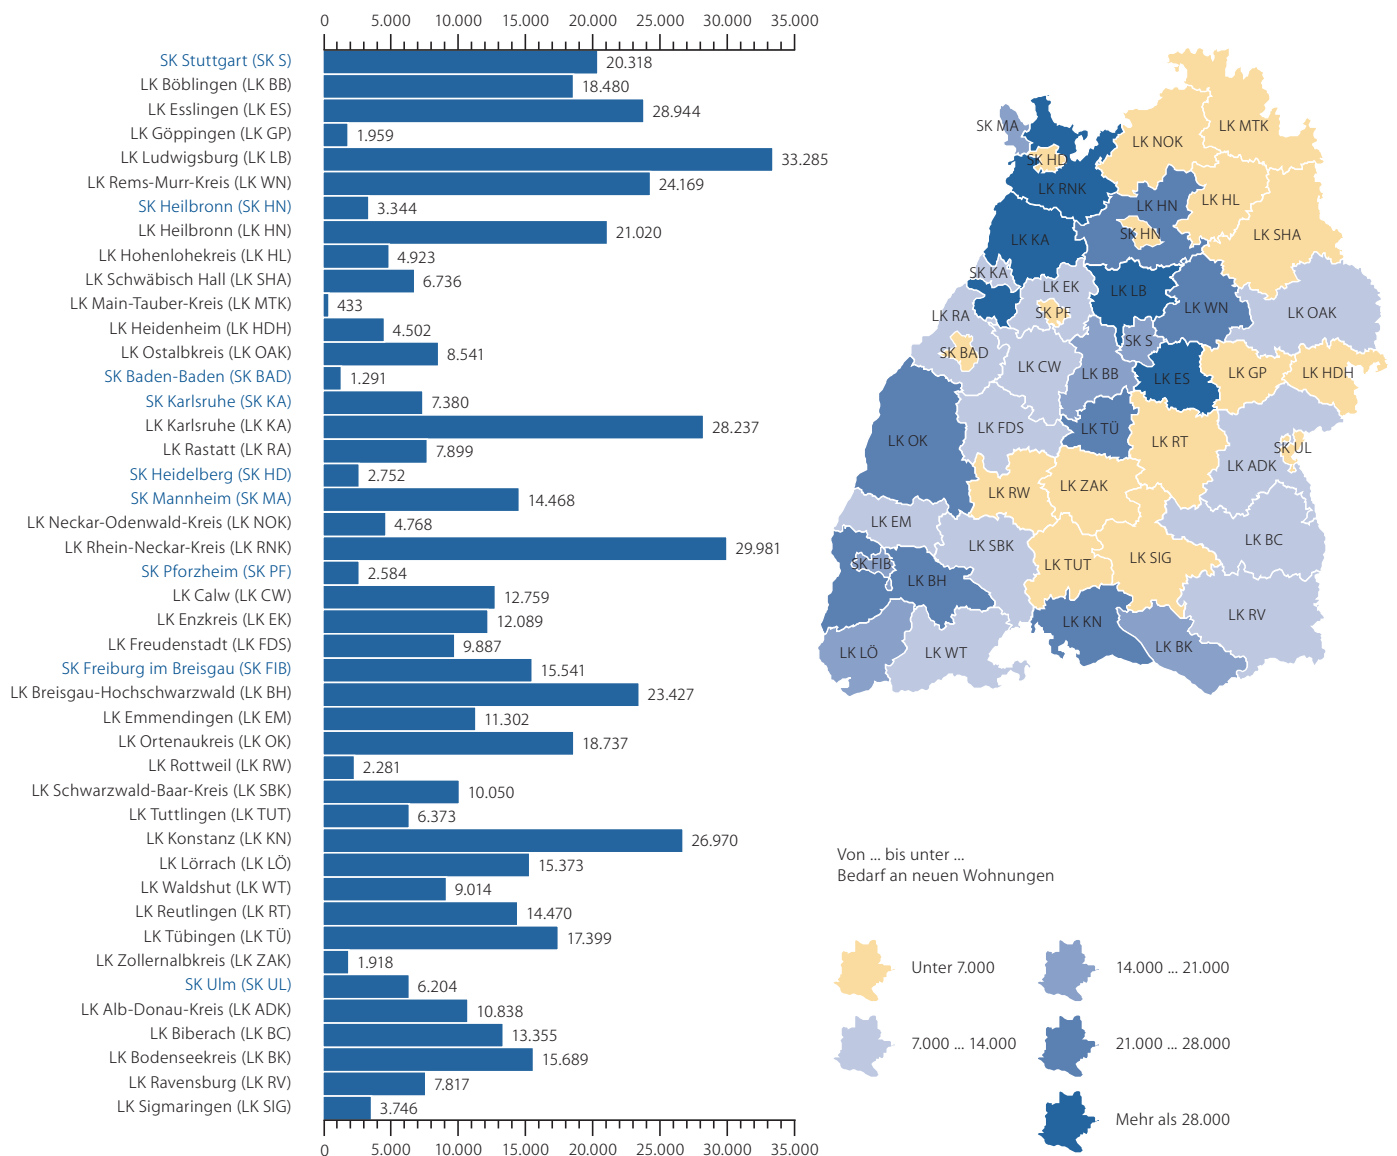 0 5.000 10.000 15.000 20.000 25.000 30.000 35.000
SK Stuttgart (SK S) 20.318
LK Böblingen (LK BB) 18.480
LK Esslingen (LK ES) 28.944
LK Göppingen (LK GP) 1.959
LK Ludwigsburg (LK LB) 33.285
LK Rems-Murr-Kreis (LK WN) 24.169
SK Heilbronn (SK HN) 3.344
LK Heilbronn (LK HN) 21.020
LK Hohenlohekreis (LK HL) 4.923
LK Schwäbisch Hall (LK SHA) 6.736
LK Main-Tauber-Kreis (LK MTK) 433
LK Heidenheim (LK HDH) 4.502
LK Ostalbkreis (LK OAK) 8.541
SK Baden-Baden (SK BAD) 1.291
SK Karlsruhe (SK KA) 7.380
LK Karlsruhe (LK KA) 28.237
LK Rastatt (LK RA) 7.899
SK Heidelberg (SK HD) 2.752
SK Mannheim (SK MA) 14.468
LK Neckar-Odenwald-Kreis (LK NOK) 4.768
LK Rhein-Neckar-Kreis (LK RNK) 29.981
SK Pforzheim (SK PF) 2.584
LK Calw (LK CW) 12.759
LK Enzkreis (LK EK) 12.089
LK Freudenstadt (LK FDS) 9.887
SK Freiburg im Breisgau (SK FIB) 15.541
LK Breisgau-Hochschwarzwald (LK BH) 23.427
LK Emmendingen (LK EM) 11.302
LK Ortenaukreis (LK OK) 18.737
LK Rottweil (LK RW) 2.281
LK Schwarzwald-Baar-Kreis (LK SBK) 10.050
LK Tuttlingen (LK TUT) 6.373
LK Konstanz (LK KN) 26.970
LK Lörrach (LK LÖ) 15.373
LK Waldshut (LK WT) 9.014
LK Reutlingen (LK RT) 14.470
LK Tübingen (LK TÜ) 17.399
LK Zollernalbkreis (LK ZAK) 1.918
SK Ulm (SK UL) 6.204
LK Alb-Donau-Kreis (LK ADK) 10.838
LK Biberach (LK BC) 13.355
LK Bodenseekreis (LK BK) 15.689
LK Ravensburg (LK RV) 7.817
LK Sigmaringen (LK SIG) 3.746
0 5.000 10.000 15.000 20.000 25.000 30.000 35.000
SK MA
LK MTK
LK NOK
SK HD
LK RNK
LK HL
LK HN
SK HN
LK SHA
LK KA
SK KA
LK EK
LK LB
LK WN
LK OAK
LK RA
SK PF
SK S
SK BAD
LK CW
LK BB
LK ES
LK GP
LK HDH
LK OK
LK FDS
LK TÜ
LK RT
SK UL
LK ADK
LK RW
LK ZAK
LK EM
LK SBK
LK BC
SK FIB
LK BH
LK TUT
LK SIG
LK KN
LK RV
LK LÖ
LK WT
LK BK
Von ... bis unter ...
Bedarf an neuen Wohnungen
Unter 7.000
14.000 ... 21.000
7.000 ... 14.000
21.000 ... 28.000
Mehr als 28.000